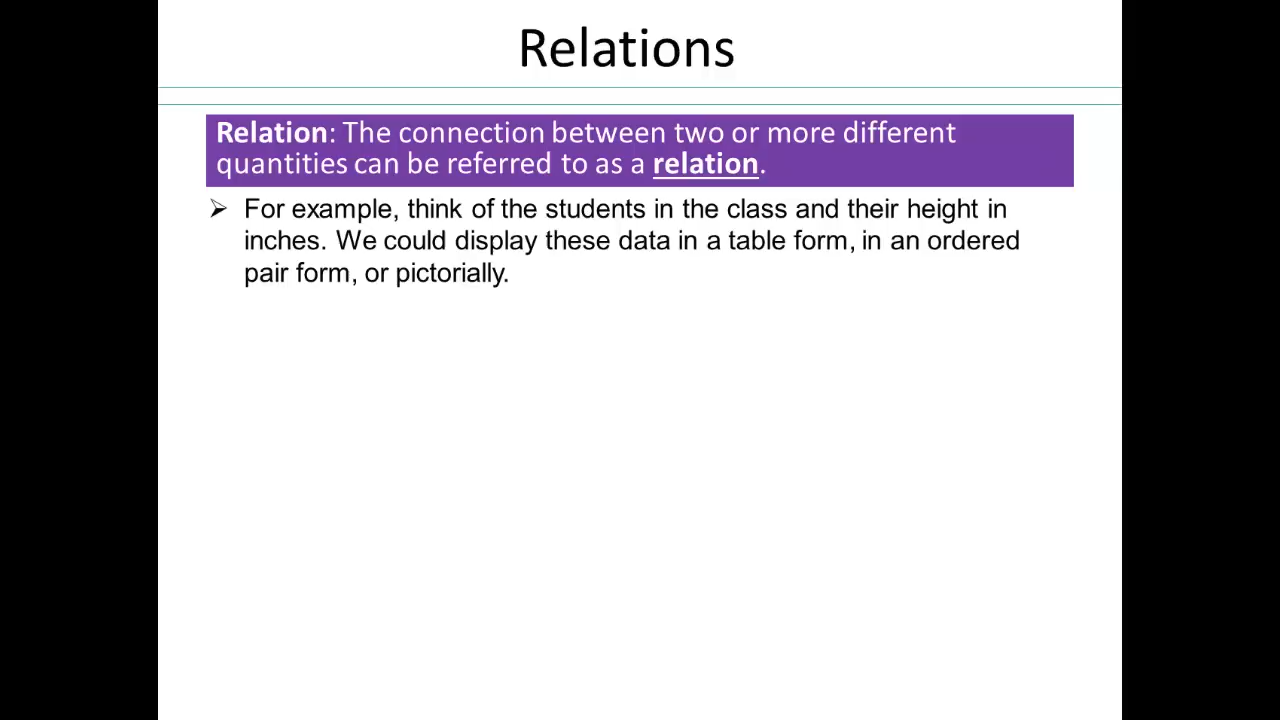 Relations
Relation: The connection between two or more different
quantities can be referred to as a relation.
For example, think of the students in the class and their height in
inches. We could display these data in a table form, in an ordered
pair form, or pictorially.